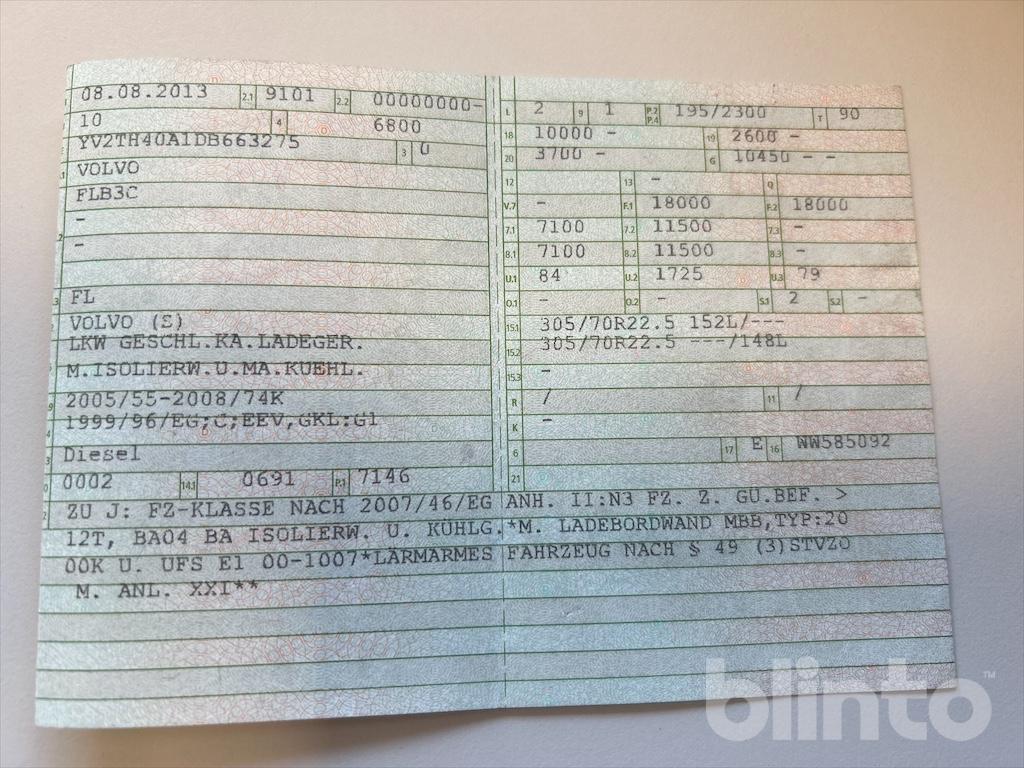 08.08.2013 2.1 9101 2.2 00000000-
10 4 6800
YV2TH40A1DB663275 3 0
VOLVO
FLB3C
-
-
FL
VOLVO (S)
LKW GESCHL.KA.LADEGER.
M.ISOLIERW.U.MA.KUEHL.
2005/55-2008/74K
1999/96/EG;C;EEV,GKL:G1
Diesel
0002 14.1 0691 P.1 7146
L 2 9 1 P.2 P.4 195/2300 T 90
18 10000 - 19 2600 -
20 3700 - G 10450 - -
12 13 - Q
V.7 - F.1 18000 F.2 18000
7.1 7100 7.2 11500 7.3 -
8.1 7100 8.2 11500 8.3 -
U.1 84 U.2 1725 U.3 79
O.1 - O.2 - S.1 2 S.2 -
15.1 305/70R22.5 152L/---
15.2 305/70R22.5 ---/148L
15.3 -
R / 11 /
K -
6 17 E 16 WW585092
21
ZU J: FZ-KLASSE NACH 2007/46/EG ANH. II:N3 FZ. Z. GÜ.BEF. >
12T, BA04 BA ISOLIERW. U. KÜHLG.*M. LADEBORDWAND MBB,TYP:20
00K U. UFS E1 00-1007*LÄRMARMES FAHRZEUG NACH § 49 (3)STVZO
M. ANL. XXI**
blinto™